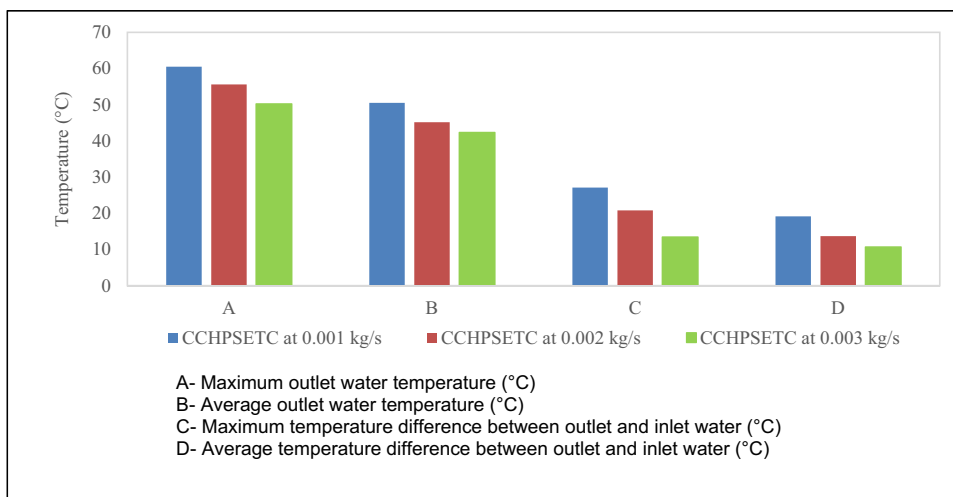 70
60
50
40
30
20
10
0
Temperature (°C)
A B C D
CCHPSETC at 0.001 kg/s CCHPSETC at 0.002 kg/s CCHPSETC at 0.003 kg/s
A- Maximum outlet water temperature (°C)
B- Average outlet water temperature (°C)
C- Maximum temperature difference between outlet and inlet water (°C)
D- Average temperature difference between outlet and inlet water (°C)